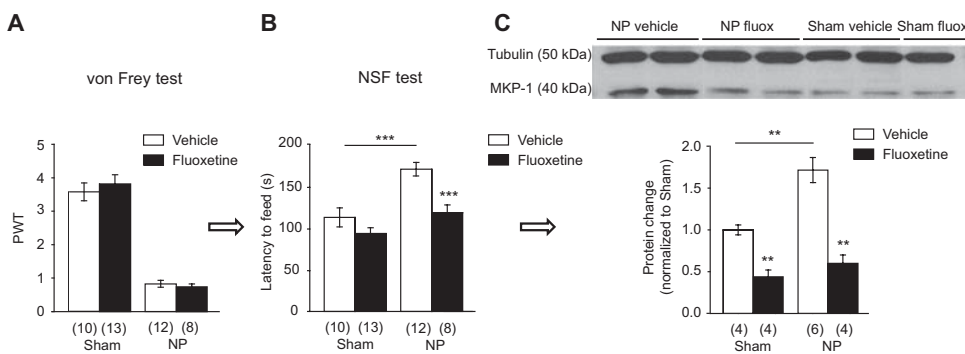 A
von Frey test
Vehicle
Fluoxetine
PWT
5
4
3
2
1
0
(10) (13) (12) (8)
Sham NP
B
NSF test
Vehicle
Fluoxetine
Latency to feed (s)
200
150
100
50
0
***
***
(10) (13) (12) (8)
Sham NP
C
NP vehicle NP fluox Sham vehicle Sham fluox
Tubulin (50 kDa)
MKP-1 (40 kDa)
Vehicle
Fluoxetine
Protein change
(normalized to Sham)
2.0
1.5
1.0
0.5
0.0
**
**
**
(4) (4) (6) (4)
Sham NP